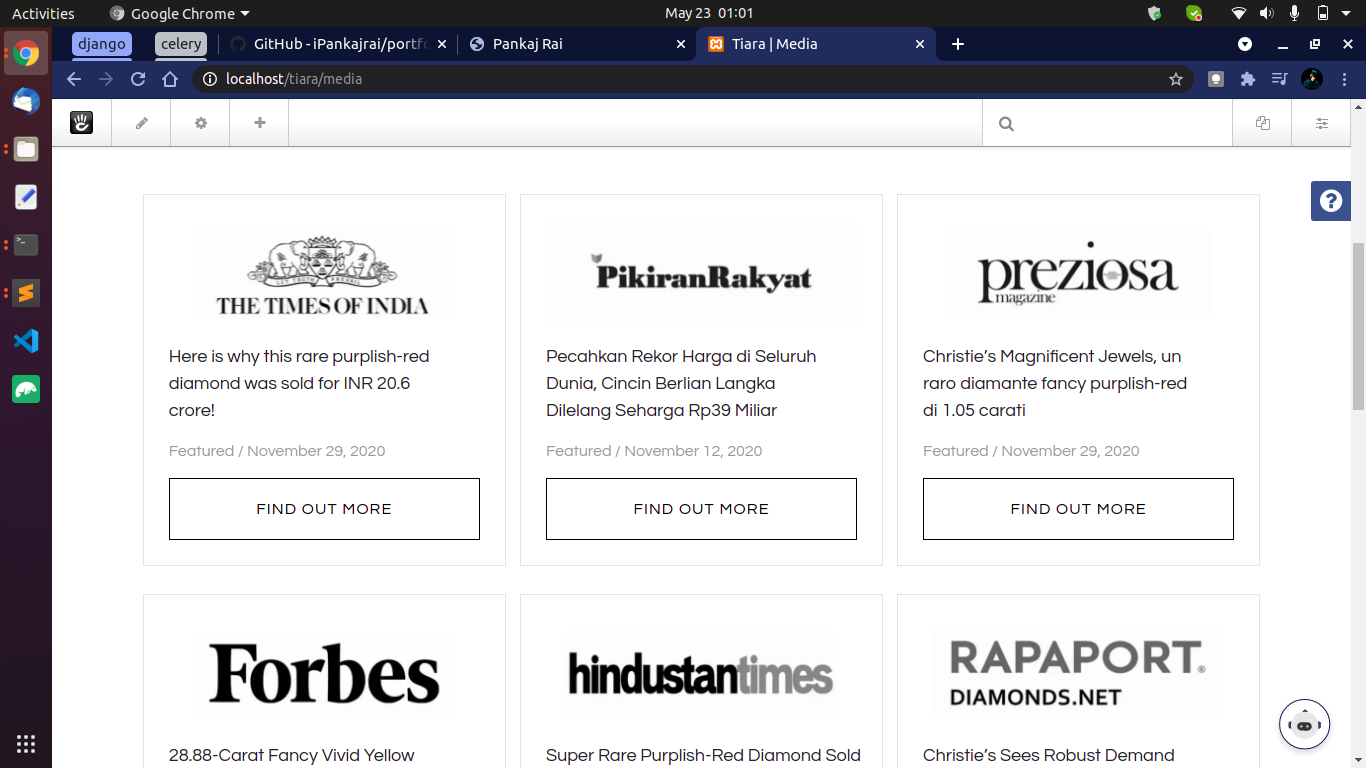 Activities
Google Chrome
May 23 01:01
django
celery
GitHub - iPankajrai/portfo
Pankaj Rai
Tiara | Media
localhost/tiara/media
LET TRUTH PREVAIL
THE TIMES OF INDIA
PikiranRakyat
preziosa
magazine
Here is why this rare purplish-red
diamond was sold for INR 20.6
crore!
Pecahkan Rekor Harga di Seluruh
Dunia, Cincin Berlian Langka
Dilelang Seharga Rp39 Miliar
Christie’s Magnificent Jewels, un
raro diamante fancy purplish-red
di 1.05 carati
Featured / November 29, 2020
Featured / November 12, 2020
Featured / November 29, 2020
FIND OUT MORE
FIND OUT MORE
FIND OUT MORE
Forbes
hindustantimes
RAPAPORT®
DIAMONDS.NET
28.88-Carat Fancy Vivid Yellow
Super Rare Purplish-Red Diamond Sold
Christie’s Sees Robust Demand